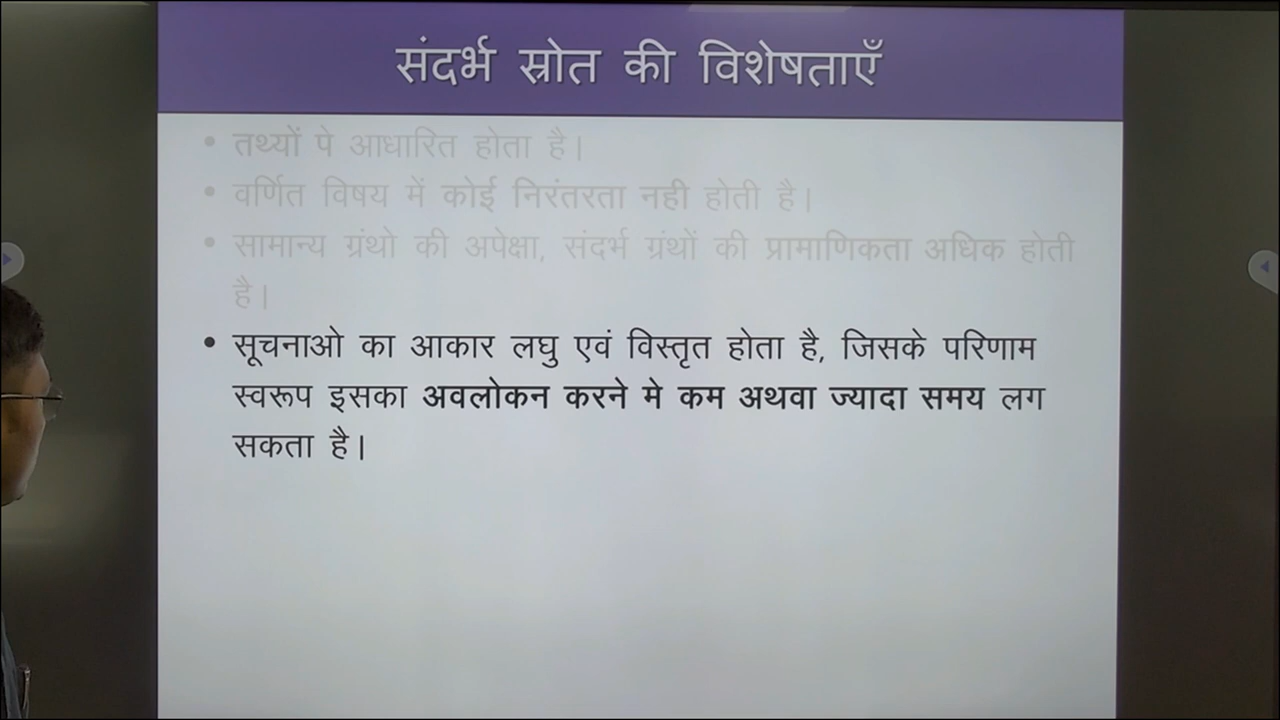 संदर्भ स्रोत की विशेषताएँ
• तथ्यों पे आधारित होता है।
• वर्णित विषय में कोई निरंतरता नही होती है।
• सामान्य ग्रंथो की अपेक्षा, संदर्भ ग्रंथों की प्रामाणिकता अधिक होती
है।
• सूचनाओ का आकार लघु एवं विस्तृत होता है, जिसके परिणाम
स्वरूप इसका अवलोकन करने मे कम अथवा ज्यादा समय लग
सकता है।